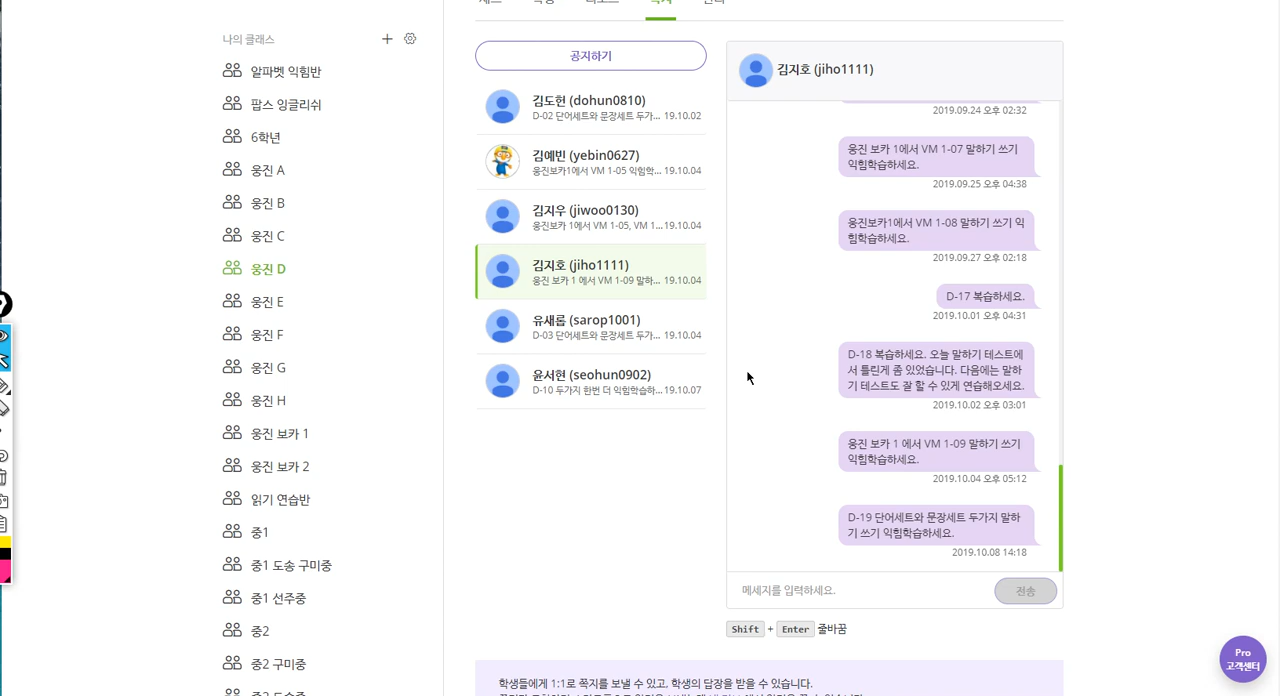 쪽지
나의 클래스
알파벳 익힘반
팝스 잉글리쉬
6학년
웅진 A
웅진 B
웅진 C
웅진 D
웅진 E
웅진 F
웅진 G
웅진 H
웅진 보카 1
웅진 보카 2
읽기 연습반
중1
중1 도송 구미중
중1 선주중
중2
중2 구미중
공지하기
김도헌 (dohun0810)
D-02 단어세트와 문장세트 두가... 19.10.02
김예빈 (yebin0627)
웅진보카1에서 VM 1-05 익힘학... 19.10.04
김지우 (jiwoo0130)
웅진보카 1에서 VM 1-05, VM 1... 19.10.04
김지호 (jiho1111)
웅진 보카 1 에서 VM 1-09 말하... 19.10.04
유새롭 (sarop1001)
D-03 단어세트와 문장세트 두가... 19.10.04
윤서현 (seohun0902)
D-10 두가지 한번 더 익힘학습하... 19.10.07
김지호 (jiho1111)
2019.09.24 오후 02:32
웅진 보카 1에서 VM 1-07 말하기 쓰기
익힘학습하세요.
2019.09.25 오후 04:38
웅진보카1에서 VM 1-08 말하기 쓰기 익
힘학습하세요.
2019.09.27 오후 02:18
D-17 복습하세요.
2019.10.01 오후 04:31
D-18 복습하세요. 오늘 말하기 테스트에
서 틀린게 좀 있었습니다. 다음에는 말하
기 테스트도 잘 할 수 있게 연습해오세요.
2019.10.02 오후 03:01
웅진 보카 1 에서 VM 1-09 말하기 쓰기
익힘학습하세요.
2019.10.04 오후 05:12
D-19 단어세트와 문장세트 두가지 말하
기 쓰기 익힘학습하세요.
2019.10.08 14:18
메세지를 입력하세요.
전송
Shift + Enter 줄바꿈
Pro
고객센터
학생들에게 1:1로 쪽지를 보낼 수 있고, 학생의 답장을 받을 수 있습니다.